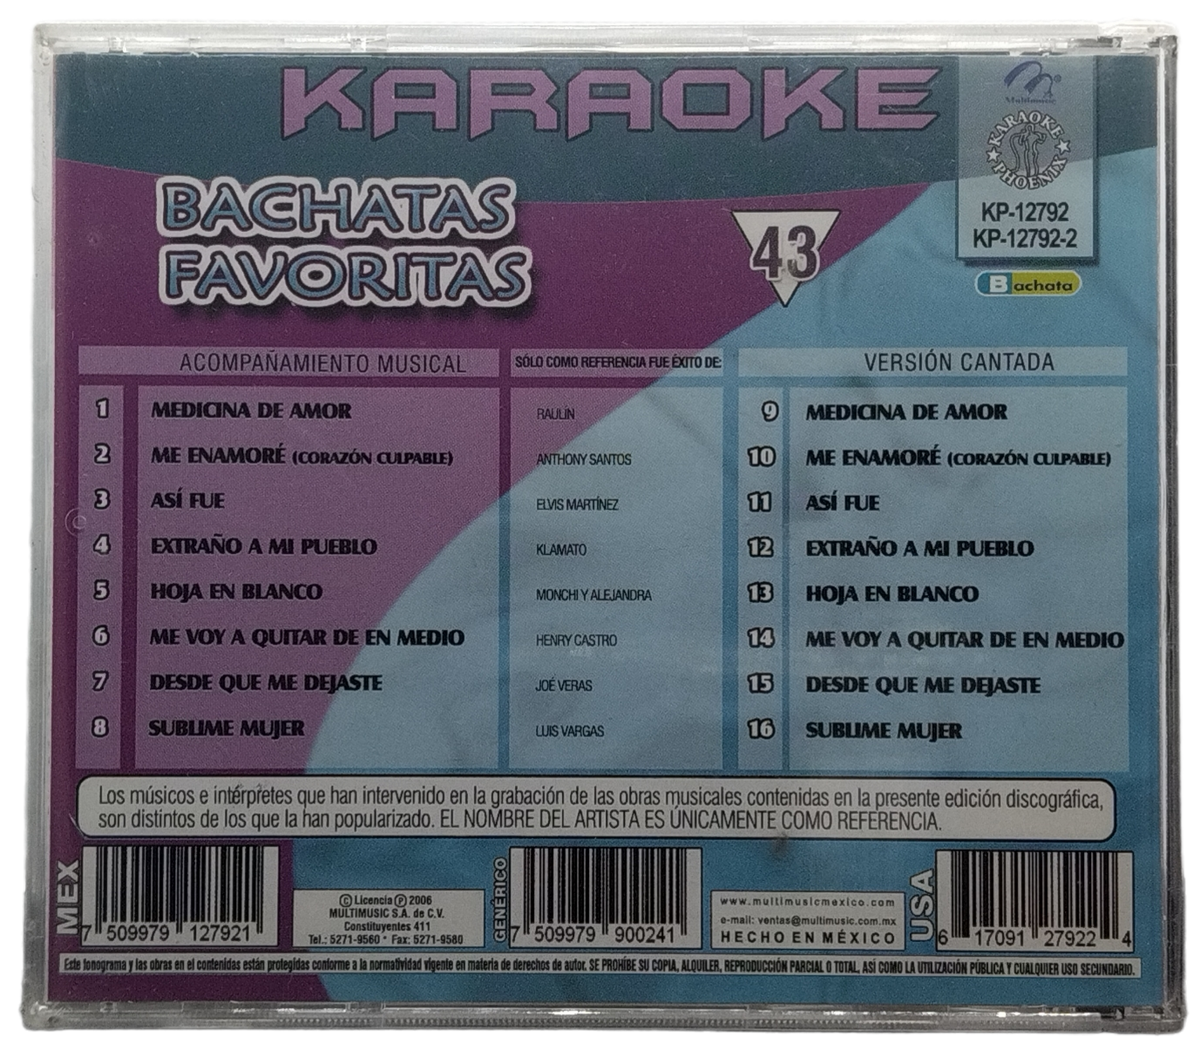 KARAOKE
Multimusic
KARAOKE PHOENIX
KP-12792
KP-12792-2
Bachata
BACHATAS
FAVORITAS
43
ACOMPAÑAMIENTO MUSICAL SÓLO COMO REFERENCIA FUE ÉXITO DE: VERSIÓN CANTADA
1 MEDICINA DE AMOR RAULÍN 9 MEDICINA DE AMOR
2 ME ENAMORÉ (CORAZÓN CULPABLE) ANTHONY SANTOS 10 ME ENAMORÉ (CORAZÓN CULPABLE)
3 ASÍ FUE ELVIS MARTÍNEZ 11 ASÍ FUE
4 EXTRAÑO A MI PUEBLO KLAMATO 12 EXTRAÑO A MI PUEBLO
5 HOJA EN BLANCO MONCHI Y ALEJANDRA 13 HOJA EN BLANCO
6 ME VOY A QUITAR DE EN MEDIO HENRY CASTRO 14 ME VOY A QUITAR DE EN MEDIO
7 DESDE QUE ME DEJASTE JOÉ VERAS 15 DESDE QUE ME DEJASTE
8 SUBLIME MUJER LUIS VARGAS 16 SUBLIME MUJER
Los músicos e intérpretes que han intervenido en la grabación de las obras musicales contenidas en la presente edición discográfica,
son distintos de los que la han popularizado. EL NOMBRE DEL ARTISTA ES ÚNICAMENTE COMO REFERENCIA.
MEX
7 509979 127921
© Licencia Ⓟ 2006
MULTIMUSIC S.A. de C.V.
Constituyentes 411
Tel.: 5271-9560 * Fax: 5271-9580
GENERICO
7 509979 900241
www.multimusicmexico.com
e-mail: ventas@multimusic.com.mx
HECHO EN MÉXICO
USA
6 17091 27922 4
Este fonograma y las obras en el contenidas están protegidas conforme a la normatividad vigente en materia de derechos de autor. SE PROHIBE SU COPIA, ALQUILER, REPRODUCCIÓN PARCIAL O TOTAL, ASÍ COMO LA UTILIZACIÓN PÚBLICA Y CUALQUIER USO SECUNDARIO.